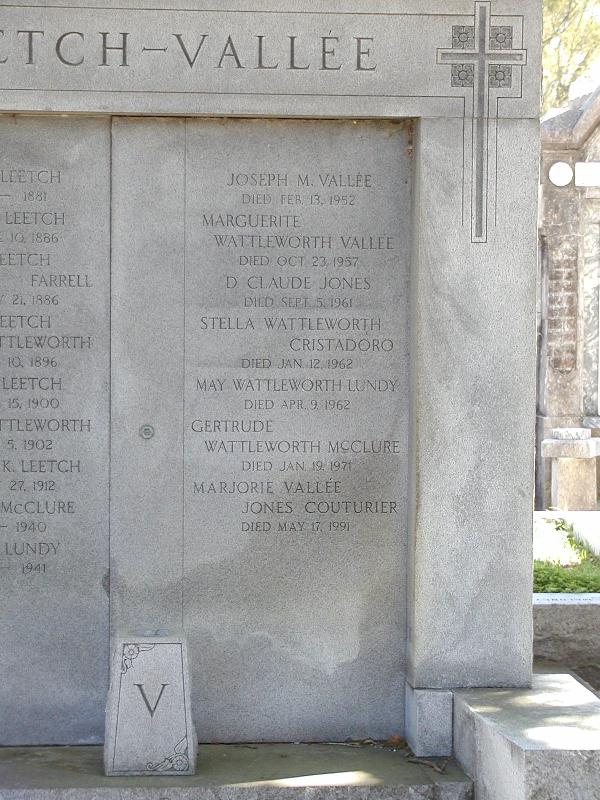 ETCH–VALLÉE
LEETCH
— 1881
LEETCH
10, 1886
LEETCH
FARRELL
Y 21, 1886
LEETCH
TTLEWORTH
10, 1896
LEETCH
15, 1900
TTLEWORTH
5, 1902
K. LEETCH
27, 1912
McCLURE
— 1940
LUNDY
— 1941
JOSEPH M. VALLÉE
DIED FEB. 13, 1952
MARGUERITE
WATTLEWORTH VALLÉE
DIED OCT 23, 1957
D CLAUDE JONES
DIED SEPT. 5, 1961
STELLA WATTLEWORTH
CRISTADORO
DIED JAN. 12, 1962
MAY WATTLEWORTH LUNDY
DIED APR. 9, 1962
GERTRUDE
WATTLEWORTH McCLURE
DIED JAN. 19, 1971
MARJORIE VALLÉE
JONES COUTURIER
DIED MAY 17, 1991
V